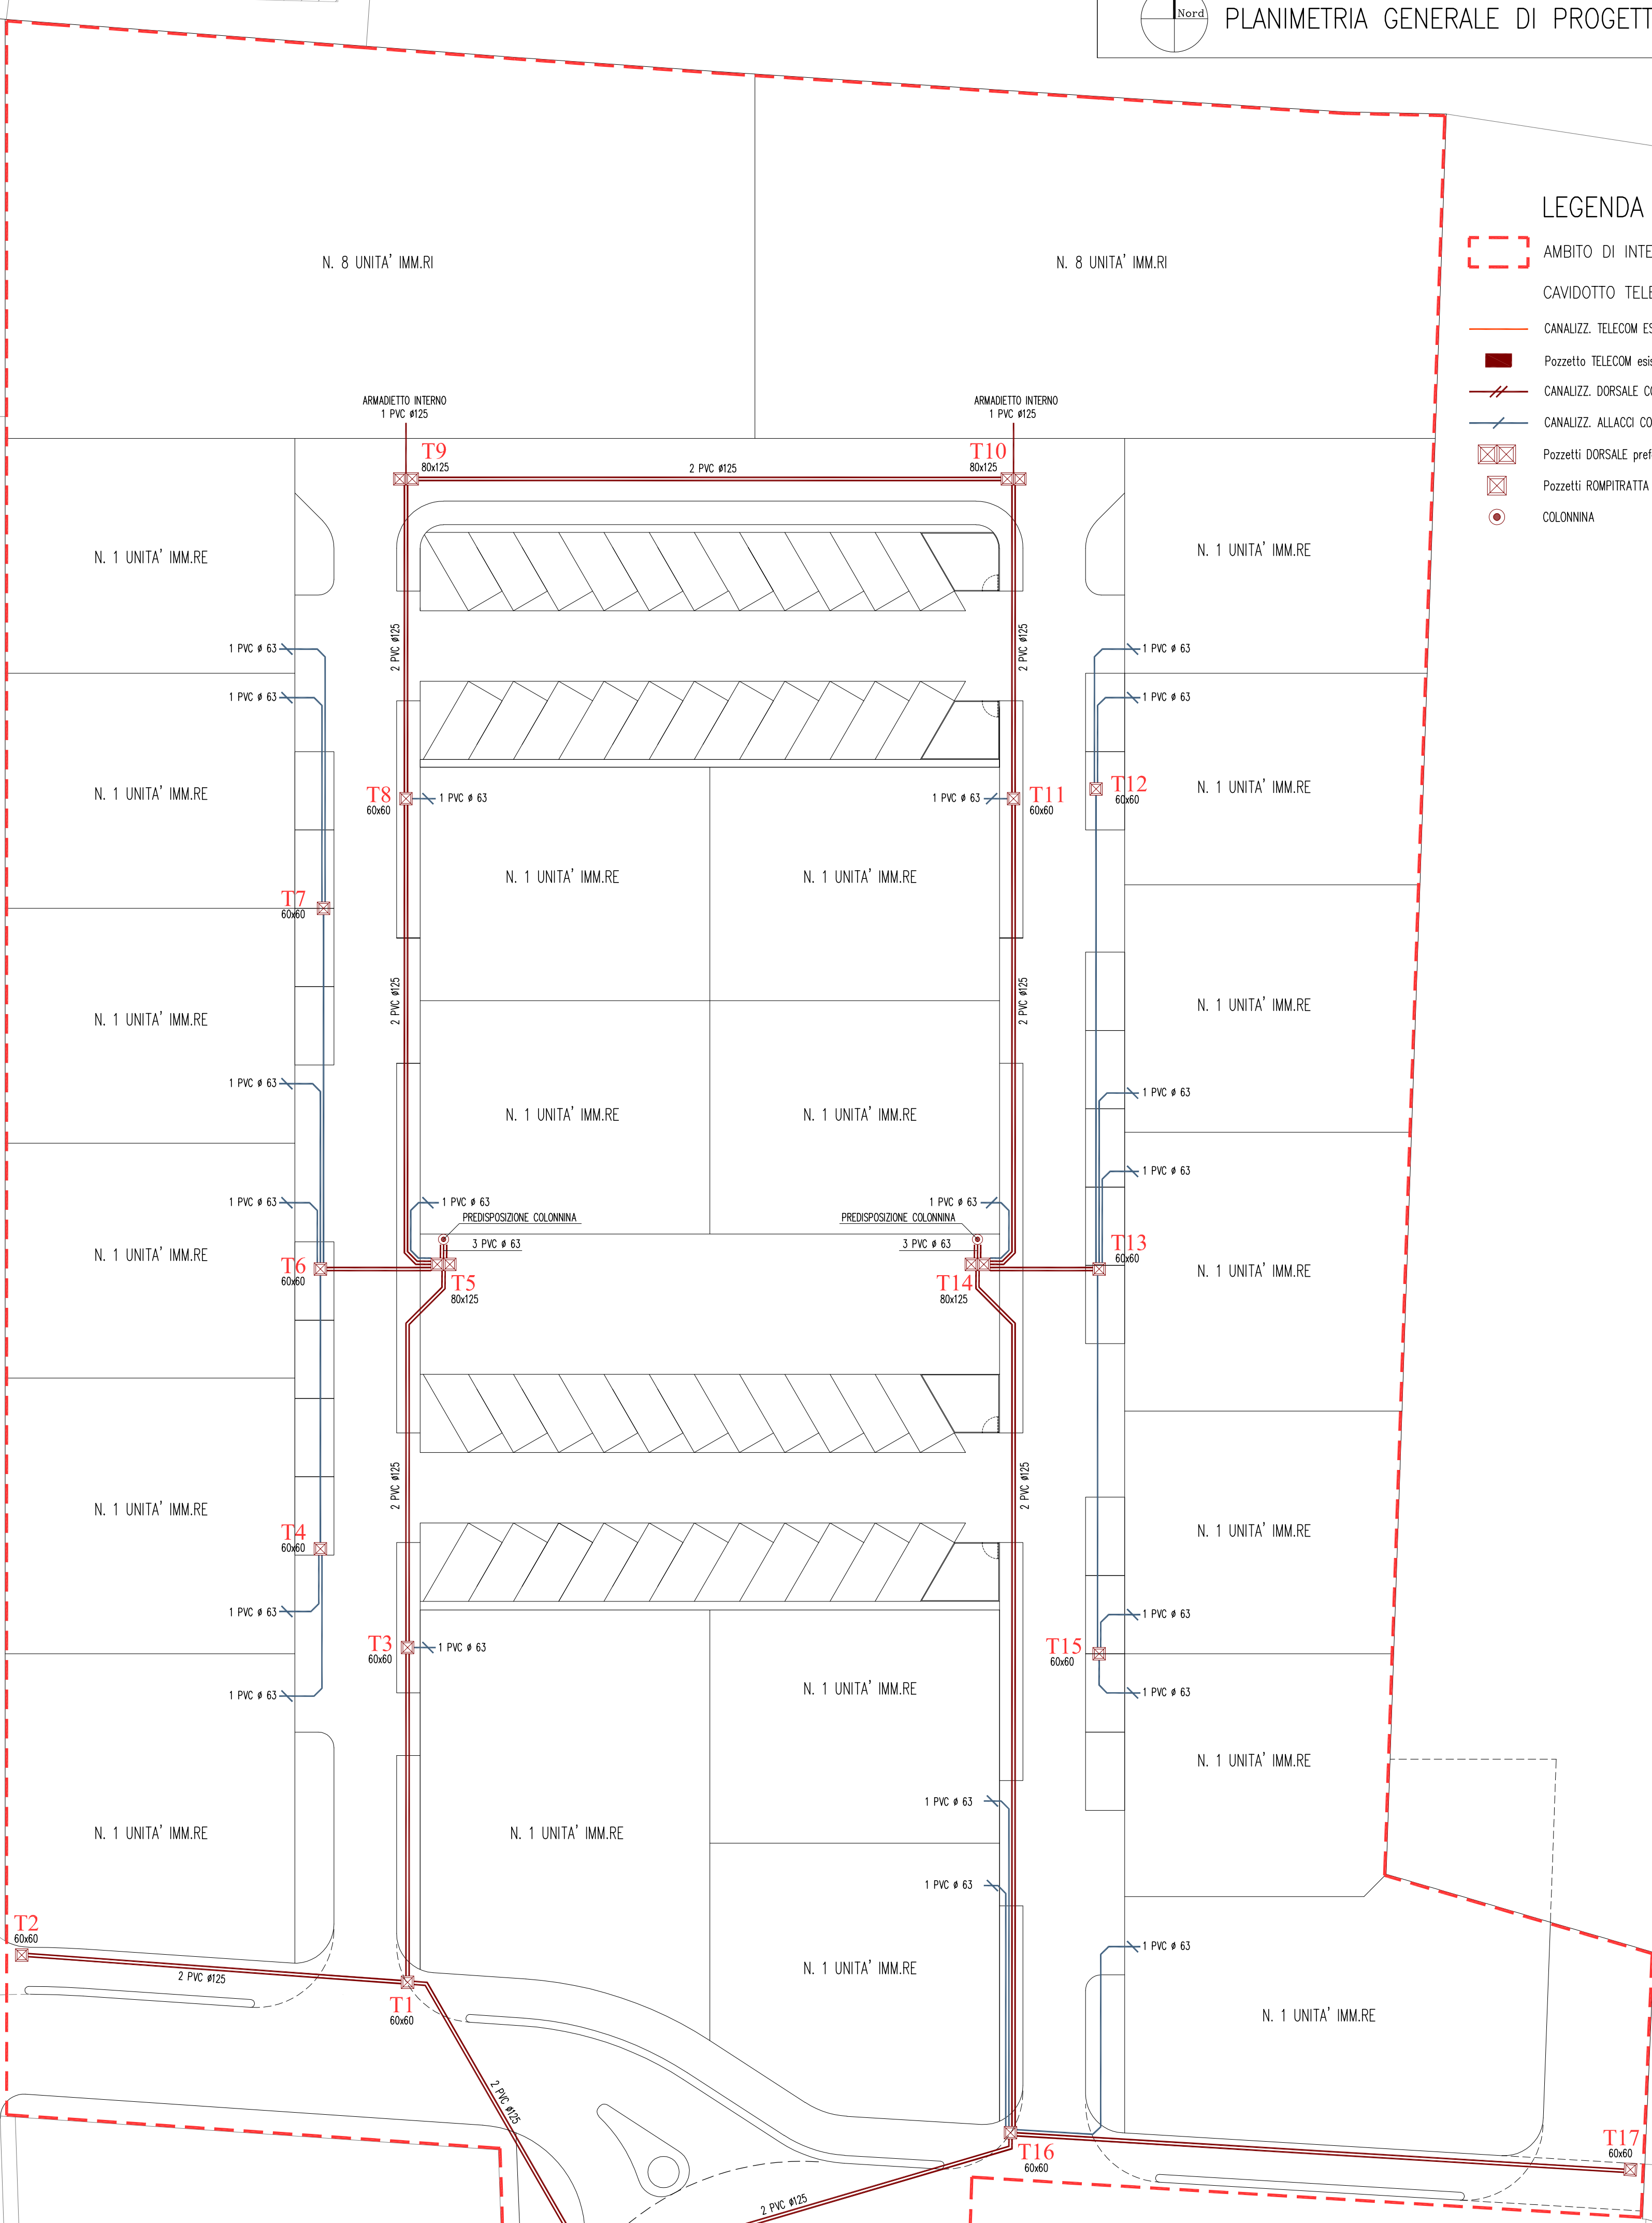 Nord
PLANIMETRIA GENERALE DI PROGETT
LEGENDA
AMBITO DI INTE
CAVIDOTTO TELE
CANALIZZ. TELECOM ES
Pozzetto TELECOM esis
CANALIZZ. DORSALE CO
CANALIZZ. ALLACCI CO
Pozzetti DORSALE pref
Pozzetti ROMPITRATTA
COLONNINA
N. 8 UNITA' IMM.RI
N. 8 UNITA' IMM.RI
ARMADIETTO INTERNO
1 PVC ø125
ARMADIETTO INTERNO
1 PVC ø125
T9
80x125
2 PVC ø125
T10
80x125
N. 1 UNITA' IMM.RE
N. 1 UNITA' IMM.RE
1 PVC ø 63
2 PVC ø125
2 PVC ø125
1 PVC ø 63
1 PVC ø 63
1 PVC ø 63
N. 1 UNITA' IMM.RE
T8
60x60
1 PVC ø 63
1 PVC ø 63
T11
60x60
T12
60x60
N. 1 UNITA' IMM.RE
T7
60x60
N. 1 UNITA' IMM.RE
N. 1 UNITA' IMM.RE
N. 1 UNITA' IMM.RE
2 PVC ø125
2 PVC ø125
N. 1 UNITA' IMM.RE
1 PVC ø 63
1 PVC ø 63
N. 1 UNITA' IMM.RE
N. 1 UNITA' IMM.RE
1 PVC ø 63
1 PVC ø 63
1 PVC ø 63
1 PVC ø 63
PREDISPOSIZIONE COLONNINA
3 PVC ø 63
PREDISPOSIZIONE COLONNINA
3 PVC ø 63
N. 1 UNITA' IMM.RE
T6
60x60
T5
80x125
T14
80x125
T13
60x60
N. 1 UNITA' IMM.RE
2 PVC ø125
2 PVC ø125
N. 1 UNITA' IMM.RE
T4
60x60
N. 1 UNITA' IMM.RE
1 PVC ø 63
1 PVC ø 63
T3
60x60
1 PVC ø 63
T15
60x60
1 PVC ø 63
N. 1 UNITA' IMM.RE
1 PVC ø 63
N. 1 UNITA' IMM.RE
1 PVC ø 63
N. 1 UNITA' IMM.RE
N. 1 UNITA' IMM.RE
1 PVC ø 63
T2
60x60
2 PVC ø125
T1
60x60
N. 1 UNITA' IMM.RE
1 PVC ø 63
N. 1 UNITA' IMM.RE
2 PVC ø125
T16
60x60
T17
60x60
2 PVC ø125